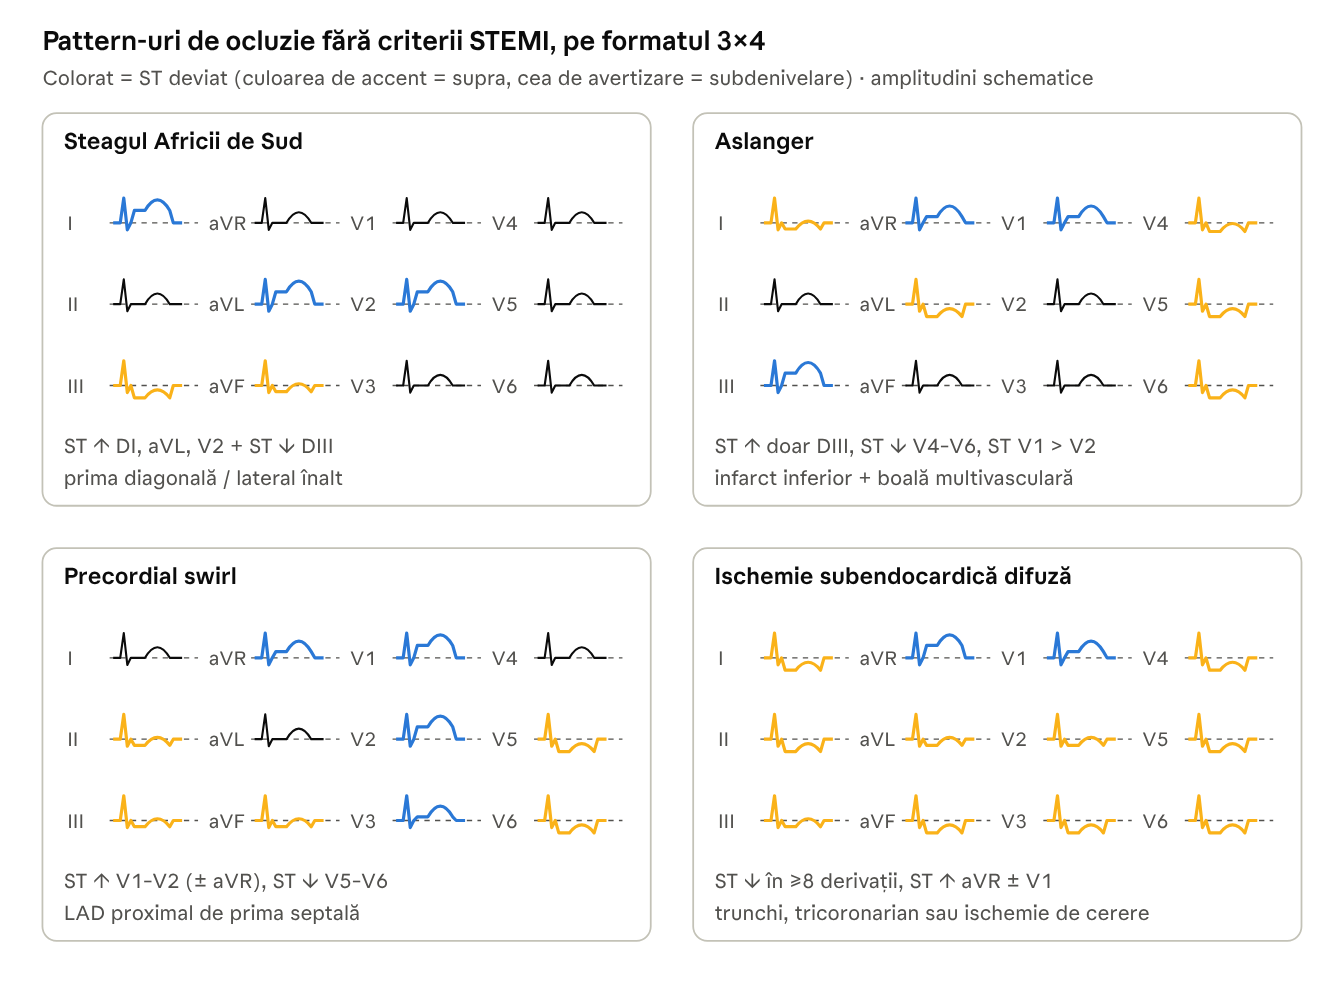 Pattern-uri de ocluzie fără criterii STEMI, pe formatul 3×4
Colorat = ST deviat (culoarea de accent = supra, cea de avertizare = subdenivelare) · amplitudini schematice
Steagul Africii de Sud
I aVR V1 V4
II aVL V2 V5
III aVF V3 V6
ST ↑ DI, aVL, V2 + ST ↓ DIII
prima diagonală / lateral înalt
Aslanger
I aVR V1 V4
II aVL V2 V5
III aVF V3 V6
ST ↑ doar DIII, ST ↓ V4–V6, ST V1 > V2
infarct inferior + boală multivasculară
Precordial swirl
I aVR V1 V4
II aVL V2 V5
III aVF V3 V6
ST ↑ V1–V2 (± aVR), ST ↓ V5–V6
LAD proximal de prima septală
Ischemie subendocardică difuză
I aVR V1 V4
II aVL V2 V5
III aVF V3 V6
ST ↓ în ≥8 derivații, ST ↑ aVR ± V1
trunchi, tricoronarian sau ischemie de cerere